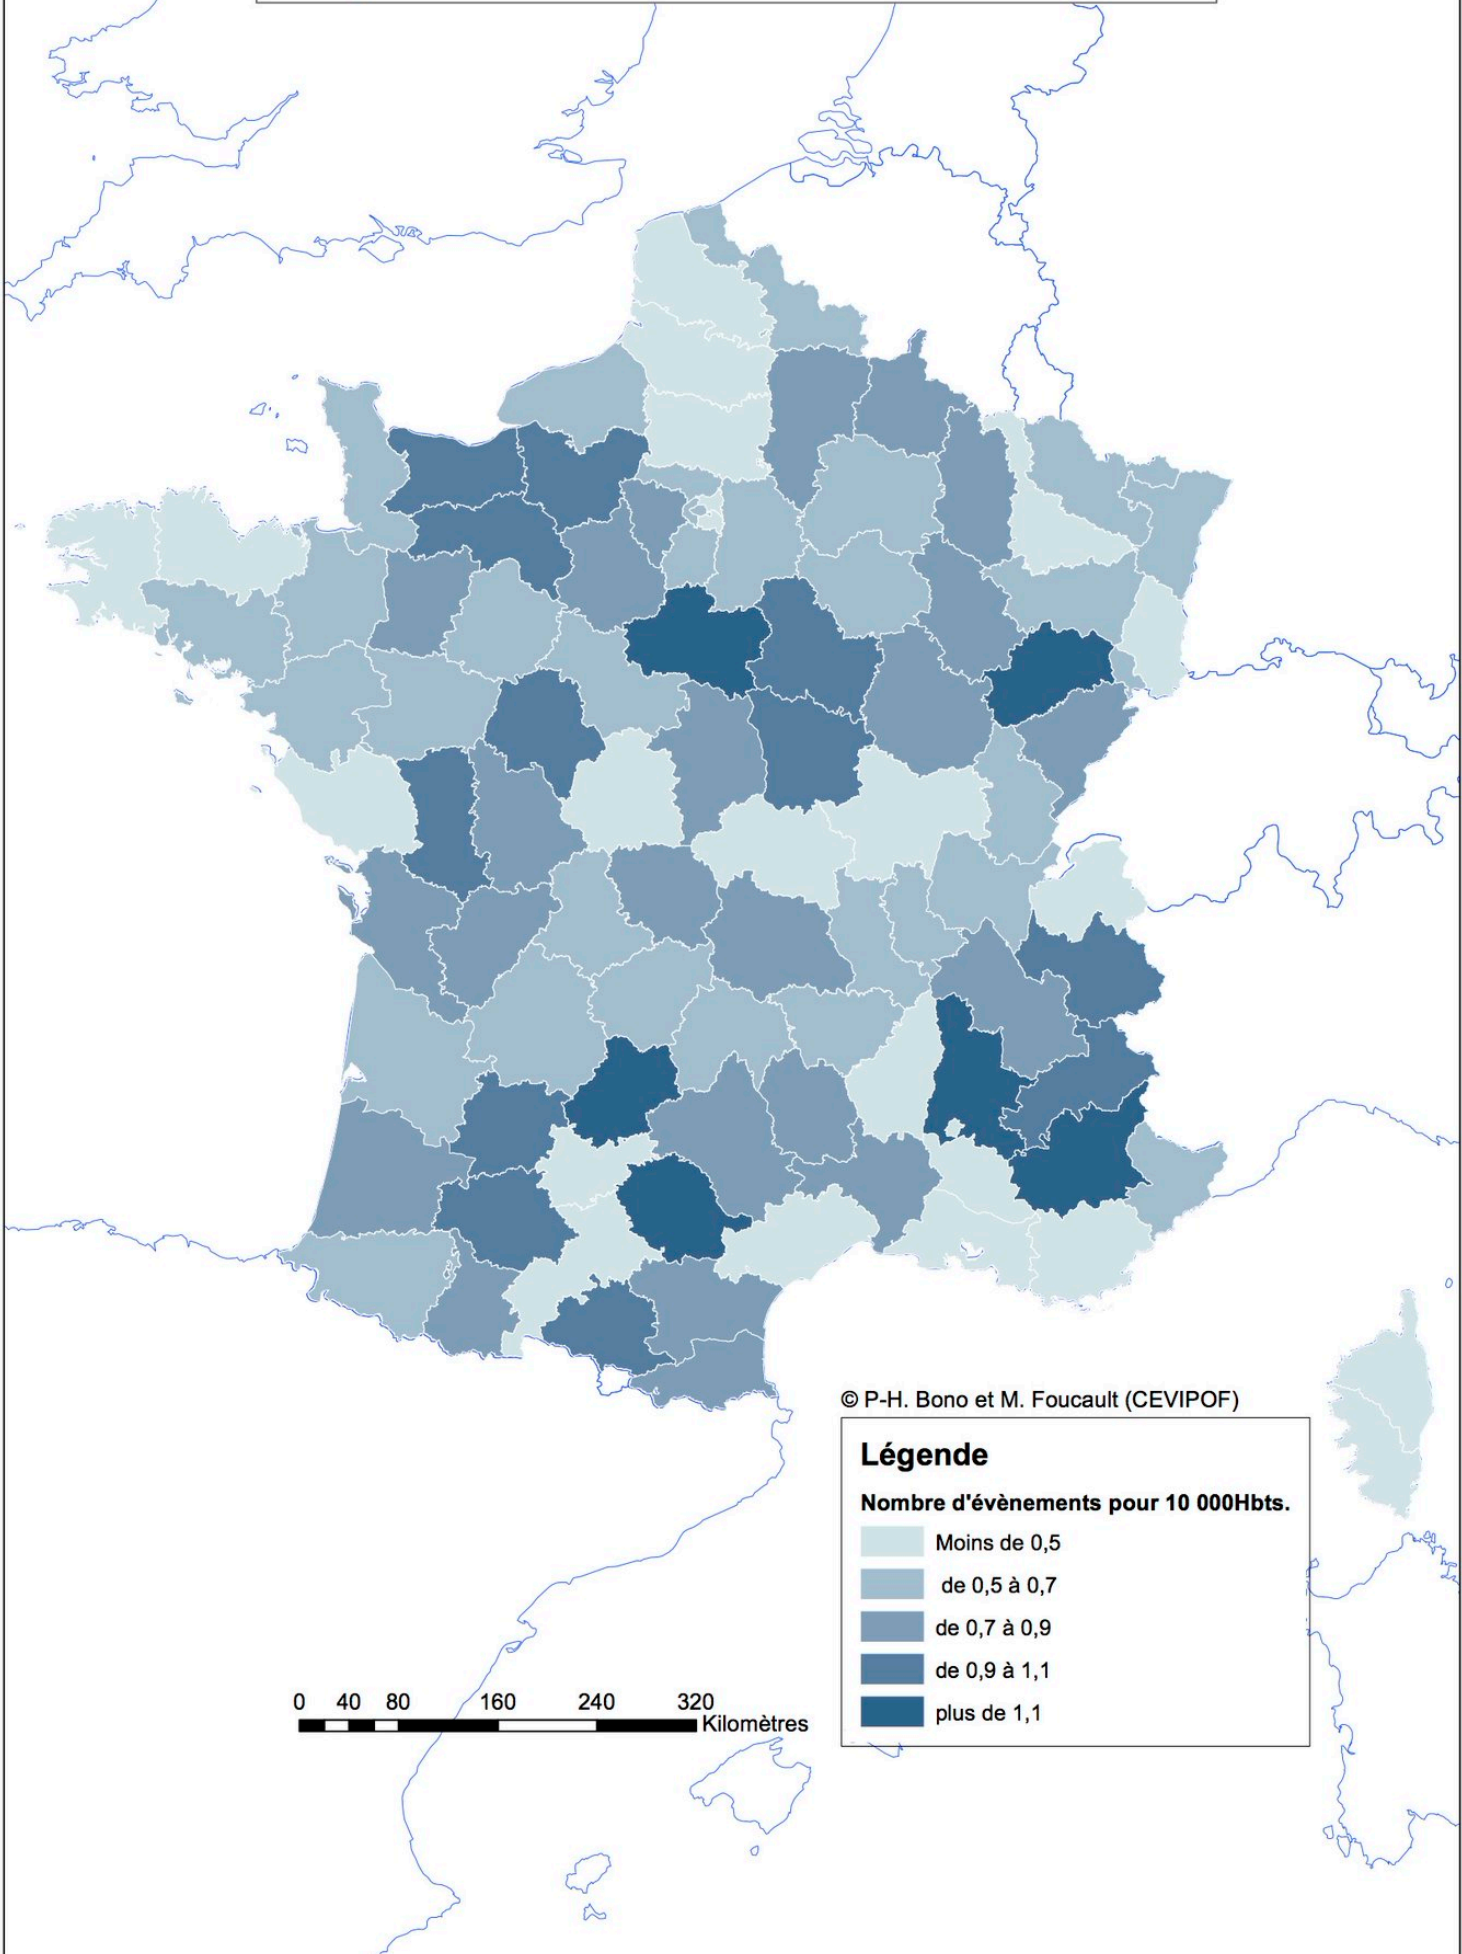 © P-H. Bono et M. Foucault (CEVIPOF)
Légende
Nombre d'évènements pour 10 000Hbts.
Moins de 0,5
de 0,5 à 0,7
de 0,7 à 0,9
de 0,9 à 1,1
plus de 1,1
0 40 80 160 240 320
Kilomètres